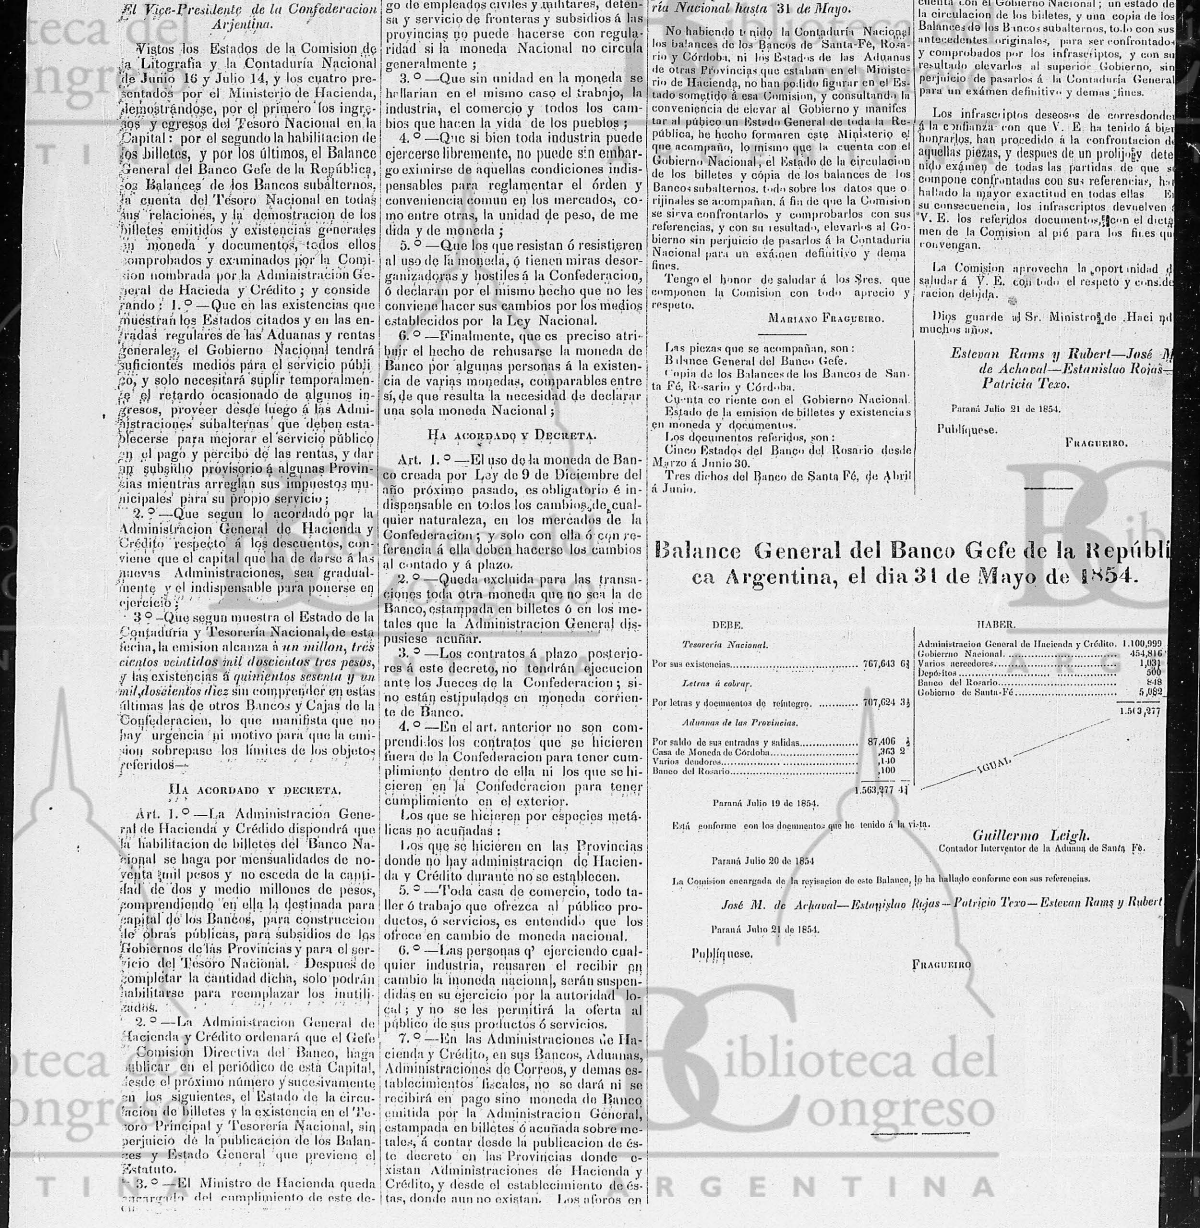 El Vice-Presidente de la Confederacion
Argentina.
Vistos los Estados de la Comision de
la Litografia y la Contaduría Nacional
de Junio 16 y Julio 14, y los cuatro pre-
sentados por el Ministerio de Hacienda,
demostrándose, por el primero los ingre-
sos y egresos del Tesoro Nacional en la
Capital: por el segundo la habilitacion de
los billetes, y por los últimos, el Balance
General del Banco Gefe de la República,
los Balances de los Bancos subalternos,
la cuenta del Tesoro Nacional en todas
sus relaciones, y la demostracion de los
billetes emitidos y existencias generales
en moneda y documentos, todos ellos
comprobados y examinados por la Comi-
sion nombrada por la Administracion Ge-
neral de Hacieda y Crédito; y conside
rando: 1.º—Que en las existencias que
muestran los Estados citados y en las en-
tradas regulares de las Aduanas y rentas
generales, el Gobierno Nacional tendrá
suficientes medios para el servicio públi
co, y solo necesitará suplir temporalmen-
te el retardo ocasionado de algunos in-
gresos, proveer desde luego á las Admi-
nistraciones subalternas que deben esta-
blecerse para mejorar el servicio público
en el pago y percibo de las rentas, y dar
un subsidio provisorio á algunas Provin-
cias mientras arreglan sus impuestos mu-
nicipales para su propio servicio;
2.º—Que segun lo acordado por la
Administracion General de Hacienda y
Crédito respecto á los descuentos, con-
viene que el capital que ha de darse á las
nuevas Administraciones, sea gradual-
mente y el indispensable para ponerse en
ejercicio;
3º—Que segun muestra el Estado de la
Contaduría y Tesorería Nacional, de esta
fecha, la emision alcanza á un millon, tres
cientos veintidos mil doscientos tres pesos,
y las existencias á quinientos sesenta y un
mil doscientos diez sin comprender en estas
últimas las de otros Bancos y Cajas de la
Confederacien, lo que manifista que no
hay urgencia ni motivo para que la emi-
sion sobrepase los límites de los objetos
referidos—
HA ACORDADO Y DECRETA.
Art. 1.º—La Administracion Gene-
ral de Hacienda y Crédido dispondrá que
la habilitacion de billetes del Banco Na-
cional se haga por mensualidades de no-
venta mil pesos y no esceda de la canti-
dad de dos y medio millones de pesos,
comprendiendo en ella la destinada para
capital de los Bancos, para construccion
de obras públicas, para subsidios de los
Gobiernos de las Provincias y para el ser-
vicio del Tesoro Nacional. Despues de
completar la cantidad dicha, solo podrán
habilitarse para reemplazar los inutili-
zados.
2.º—La Administracion General de
Hacienda y Crédito ordenará que el Gefe
Comision Directiva del Banco, haga
publicar en el periódico de está Capital,
desde el próximo número y sucesivamente
en los siguientes, el Estado de la circu-
lacion de billetes y la existencia en el Te-
soro Principal y Tesorería Nacional, sin
perjuicio de la publicacion de los Balan-
ces y Estado General que previene el
Estatuto.
3.º—El Ministro de Hacienda queda
encargado del cumplimiento de este de-
go de empleados civiles y militares, defen-
sa y servicio de fronteras y subsidios á las
provincias no puede hacerse con regula-
ridad si la moneda Nacional no circula
generalmente;
3.º—Que sin unidad en la moneda se
hallarian en el mismo caso el trabajo, la
industria, el comercio y todos los cam-
bios que hacen la vida de los pueblos;
4.º—Que si bien toda industria puede
ejercerse libremente, no puede sin embar-
go eximirse de aquellas condiciones indis-
pensables para reglamentar el órden y
conveniencia comun en los mercados, co-
mo entre otras, la unidad de peso, de me
dida y de moneda;
5.º—Que los que resistan ó resistieren
al uso de la moneda, ó tienen miras desor-
ganizadoras y hostiles á la Confederacion,
ó declaran por el mismo hecho que no les
conviene hacer sus cambios por los medios
establecidos por la Ley Nacional.
6.º—Finalmente, que es preciso atri-
buir el hecho de rehusarse la moneda de
Banco por algunas personas á la existen-
cia de varias monedas, comparables entre
sí, de que resulta la necesidad de declarar
una sola moneda Nacional;
HA ACORDADO Y DECRETA.
Art. 1.º—El uso de la moneda de Ban-
co creada por Ley de 9 de Diciembre del
año próximo pasado, es obligatorio é in-
dispensable en todos los cambios de cual-
quier naturaleza, en los mercados de la
Confederacion; y solo con ella ó con re-
ferencia á ella deben hacerse los cambios
al contado y á plazo.
2.º—Queda excluida para las transa-
ciones toda otra moneda que no sea la de
Banco, estampada en billetes ó en los me-
tales que la Administracion General dis-
pusiese acuñar.
3.º—Los contratos á plazo posterjo-
res á este decreto, no tendrán ejecucion
ante los Jueces de la Confederacion; si-
no están estipulados en moneda corrien-
te de Banco.
4.º—En el art. anterior no son com-
prendidos los contratos que se hicieren
fuera de la Confederacion para tener cum-
plimiento dentro de ella ni los que se hi-
cieren en la Confederacion para tener
cumplimiento en el exterior.
Los que se hicieren por especies metá-
licas no acuñadas:
Los que se hicieren en las Provincias
donde no hay administracion de Hacien-
da y Crédito durante no se establecen.
5.º—Toda casa de comercio, todo ta-
ller ó trabajo que ofrezca al público pro-
ductos, ó servicios, es entendido que los
ofrece en cambio de moneda nacional.
6.º—Las personas q' ejerciendo cual-
quier industria, reusaren el recibir en
cambio la moneda nacional, serán suspen-
didas en su ejercicio por la autoridad lo-
cal; y no se les permitirá la oferta al
público de sus productos ó servicios.
7.º—En las Administraciones de Ha-
cienda y Crédito, en sus Bancos, Aduanas,
Administraciones de Correos, y demas es-
tablecimientos fiscales, no se dará ni se
recibirá en pago sino moneda de Banco
emitida por la Administracion General,
estampada en billetes ó acuñada sobre me-
tales, á contar desde la publicacion de és-
te decreto en las Provincias donde e-
xistan Administraciones de Hacienda y
Crédito, y desde el establecimiento de és-
tas, donde aun no existan. Los aforos en
ría Nacional hasta 31 de Mayo.
No habiendo tenido la Contaduría Nacional
los balances de los Bancos de Santa-Fé, Rosa-
rio y Córdoba, ni los Estados de las Aduanas
de otras Provincias que estaban en el Ministe-
rio de Hacienda, no han podido figurar en el Es-
tado sometido á esa Comision, y consultando la
conveniencia de elevar al Gobierno y manifes
tar al púbico un Estado General de toda la Re-
pública, he hecho formaren este Ministerio el
que acompaño, lo mismo que la cuenta con el
Gobierno Nacional, el Estado de la circulacion
de los billetes y cópia de los balances de los
Bancos subalternos. todo sobre los datos que o-
rijinales se acompañan, á fin de que la Comision
se sirva confrontarlos y comprobarlos con sus
referencias, y con su resultado, elevarlos al Go-
bierno sin perjuicio de pasarlos á la Contaduría
Nacional para un exámen definitivo y demas
fines.
Tengo el honor de saludar á los Sres. que
componen la Comision con todo aprecio y
respeto.
MARIANO FRAGUEIRO.
Las piezas que se acompañan, son:
Balance General del Banco Gefe.
Copia de los Balances de los Bancos de San-
ta Fé, Rosario y Córdoba.
Cuenta corriente con el Gobierno Nacional.
Estado de la emision de billetes y existencias
en moneda y documentos.
Los documentos referidos, son:
Cinco Estados del Banco del Rosario desde
Marzo á Junio 30.
Tres dichos del Banco de Santa Fé, de Abril
á Junio.
cuenta con el Gobierno Nacional; un estado de
la circulacion de los billetes, y una copia de los
Balances de los Bancos subalternos, todo con sus
antecedentes originales, para ser confrontados
y comprobados por los infrascriptos, y con su
resultado elevarlos al superior Gobierno, sin
perjuicio de pasarlos á la Contaduría General
para un exámen definitivo y demas fines.
Los infrascriptos deseosos de corresponder
á la confianza con que V. E. ha tenido á bien
honrarlos, han procedido á la confrontacion de
aquellas piezas, y despues de un prolijo y dete
nido exámen de todas las partidas de que se
compone confrontadas con sus referencias, han
hallado la mayor exactitud en todas ellas En
su consecuencia, los infrascriptos devuelven á
V. E. los referidos documentos, con el dictá
men de la Comision al pié para los fines que
convengan.
La Comision aprovecha la oportunidad de
saludar á V. E. con todo el respeto y conside
racion debida.
Dios guarde al Sr. Ministro de Haci nda
muchos años.
Estevan Rams y Rubert—José M
de Achaval—Estanislao Rojas—
Patricia Texo.
Paraná Julio 21 de 1854.
Publíquese.
FRAGUEIRO.
Balance General del Banco Gefe de la Repúbli
ca Argentina, el dia 31 de Mayo de 1854.
DEBE.
Tesorería Nacional.
Por sus existencias 767,643 6½
Letras á cobrar.
Por letras y documentos de reintegro. 707,624 3½
Aduanas de las Provincias.
Por saldo de sus entradas y salidas 87,406 ½
Casa de Moneda de Córdoba 363 2
Varios deudores 140
Banco del Rosario 100
1.563,277 4½
HABER.
Administracion General de Hacienda y Crédito. 1.100,999
Gobierno Nacional 454,816
Varios acreedores 1,031
Depósitos 500
Banco del Rosario 848
Gobierno de Santa-Fé 5,082
1.563,277
IGUAL
Paraná Julio 19 de 1854.
Está conforme con los documentos que he tenido á la vista.
Guillermo Leigh.
Contador Interventor de la Aduana de Santa Fé.
Paraná Julio 20 de 1854
La Comision encargada de la revisacion de este Balance, lo ha hallado conforme con sus referencias.
José M. de Achaval—Estanislao Rojas—Patricio Texo—Estevan Rams y Rubert
Paraná Julio 21 de 1854.
Publíquese.
FRAGUEIRO
Biblioteca del
Congreso
ARGENTINA